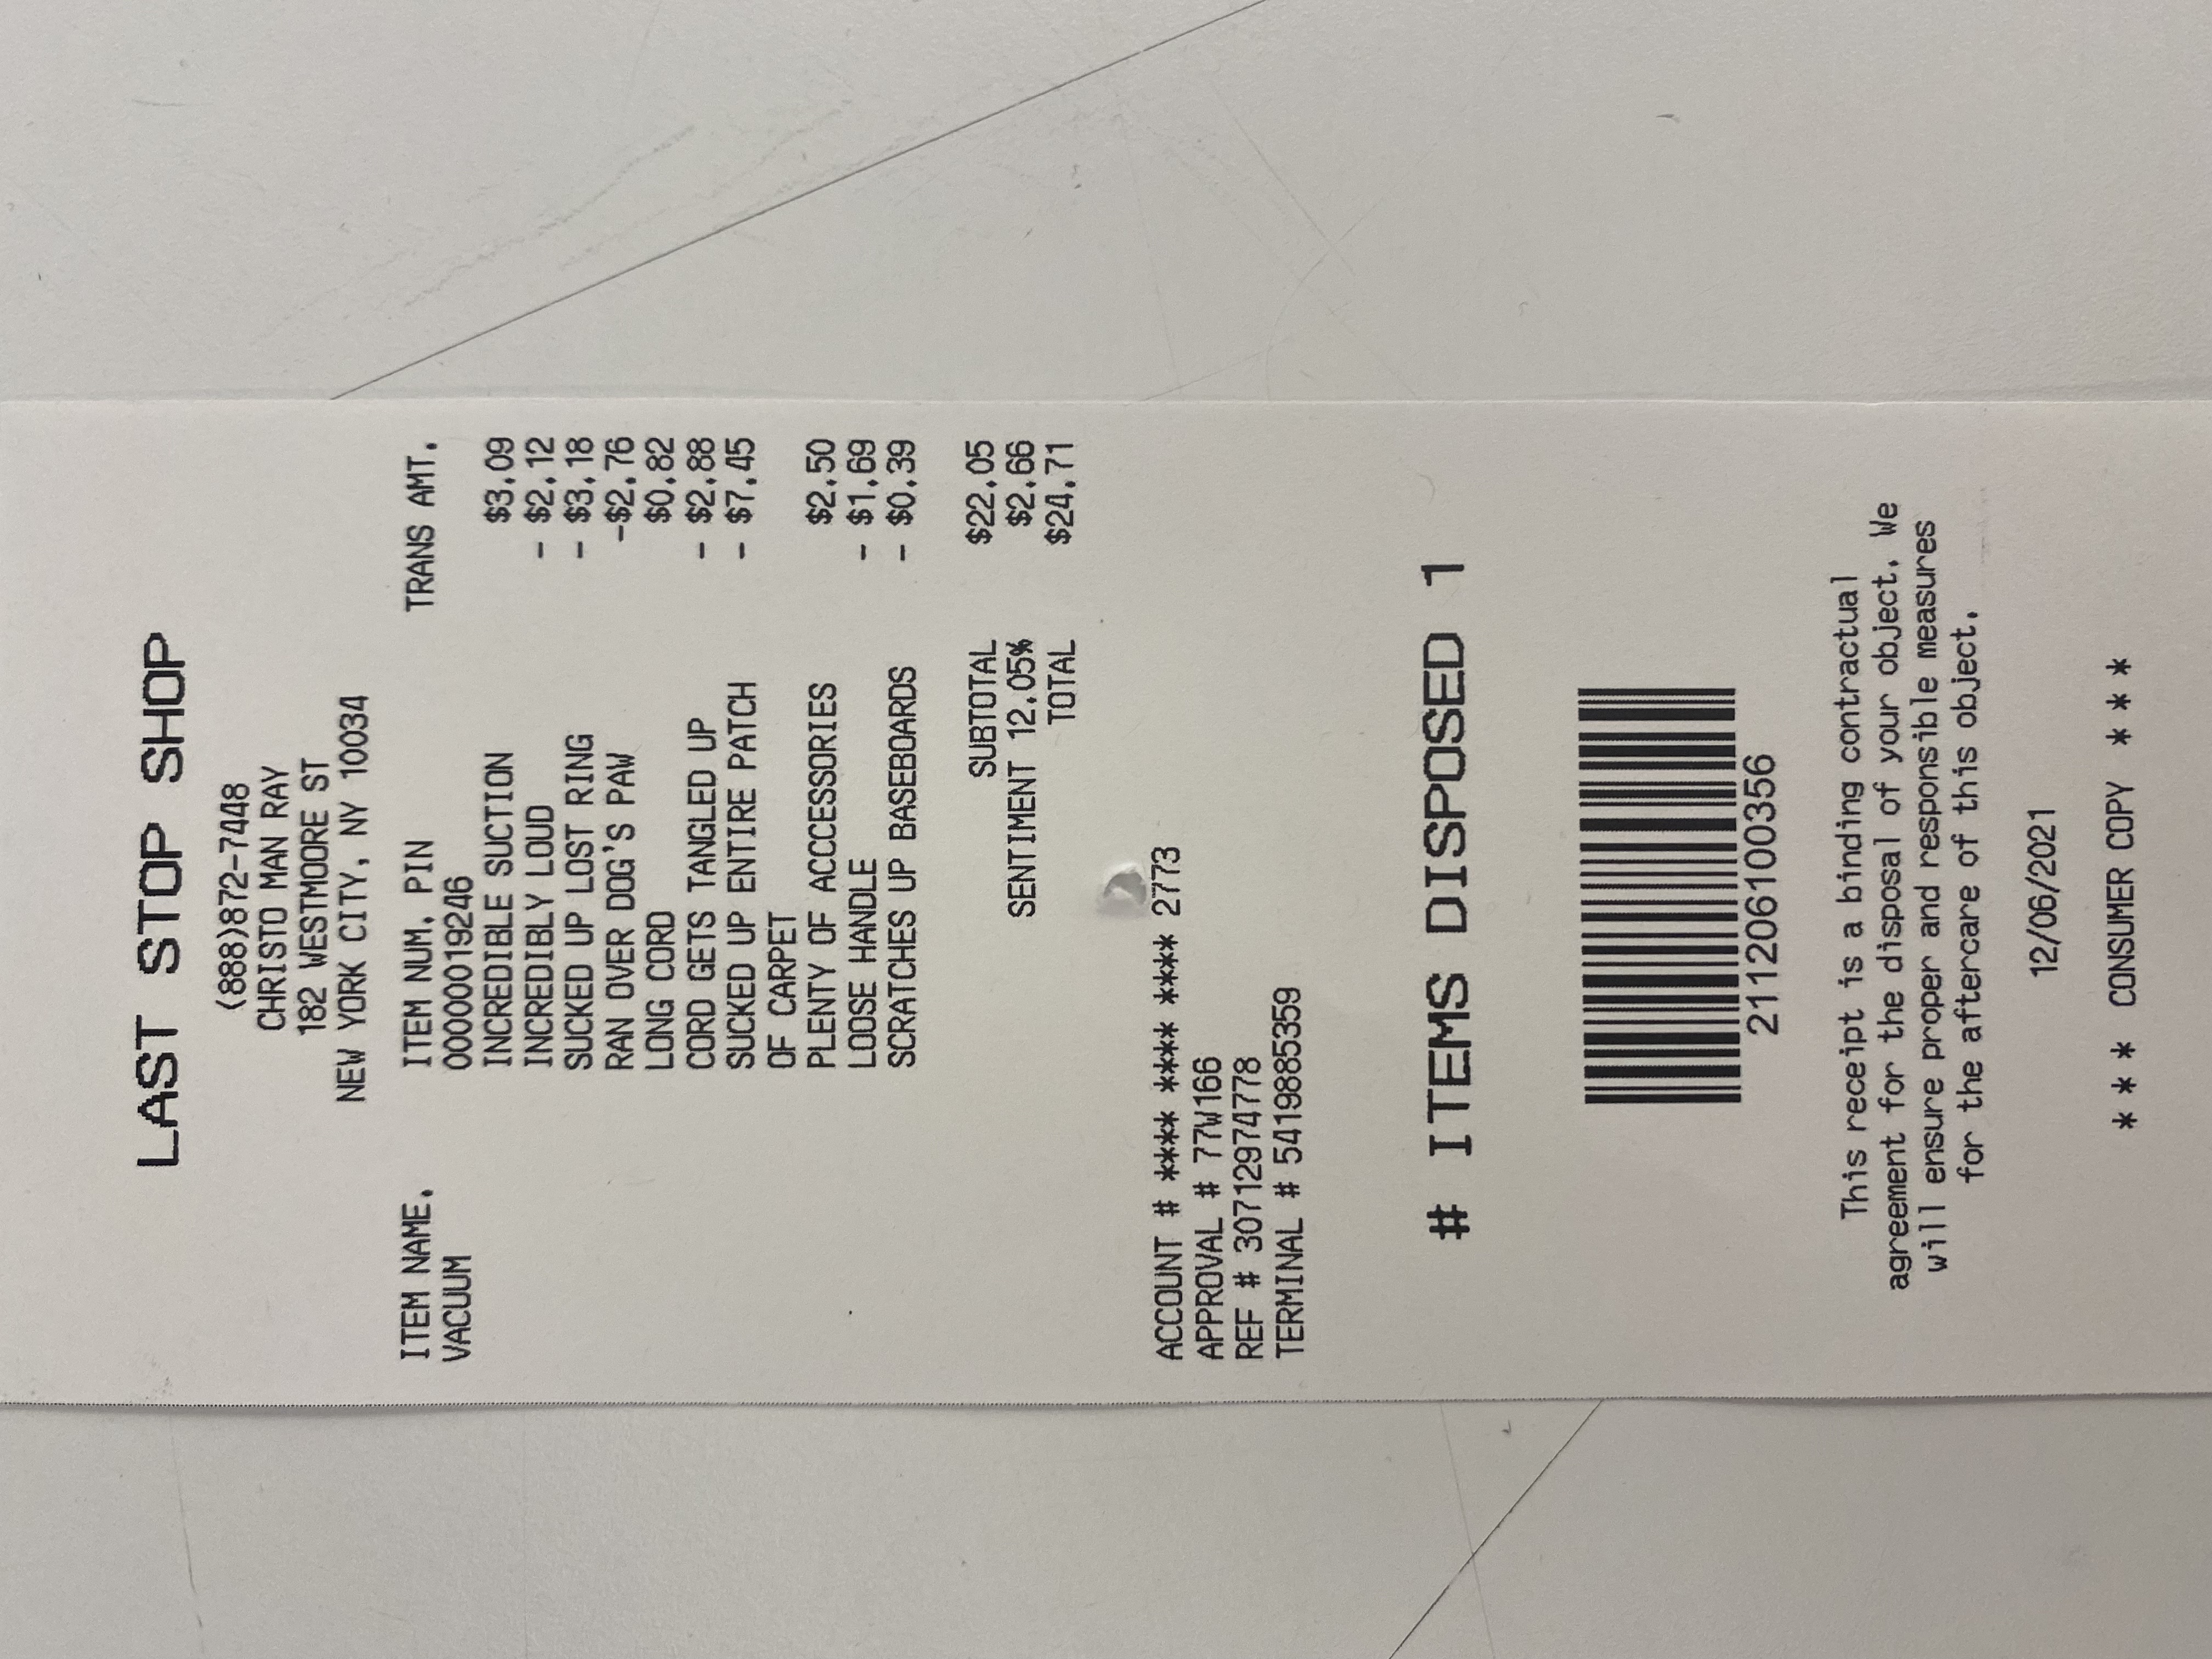 LAST STOP SHOP
(888)872-7448
CHRISTO MAN RAY
182 WESTMOORE ST
NEW YORK CITY, NY 10034
ITEM NAME. ITEM NUM. PIN TRANS AMT.
VACUUM 00000019246
INCREDIBLE SUCTION $3.09
INCREDIBLY LOUD - $2.12
SUCKED UP LOST RING - $3.18
RAN OVER DOG'S PAW -$2.76
LONG CORD $0.82
CORD GETS TANGLED UP - $2.88
SUCKED UP ENTIRE PATCH - $7.45
OF CARPET
PLENTY OF ACCCESSORIES $2.50
LOOSE HANDLE - $1.69
SCRATCHES UP BASEBOARDS - $0.39
SUBTOTAL $22.05
SENTIMENT 12.05% $2.66
TOTAL $24.71
ACCOUNT # **** **** **** 2773
APPROVAL # 77W166
REF # 30712974778
TERMINAL # 5419885359
# ITEMS DISPOSED 1
211206100356
This receipt is a binding contractual
agreement for the disposal of your object. We
will ensure proper and responsible measures
for the aftercare of this object.
12/06/2021
* * * CONSUMER COPY * * *